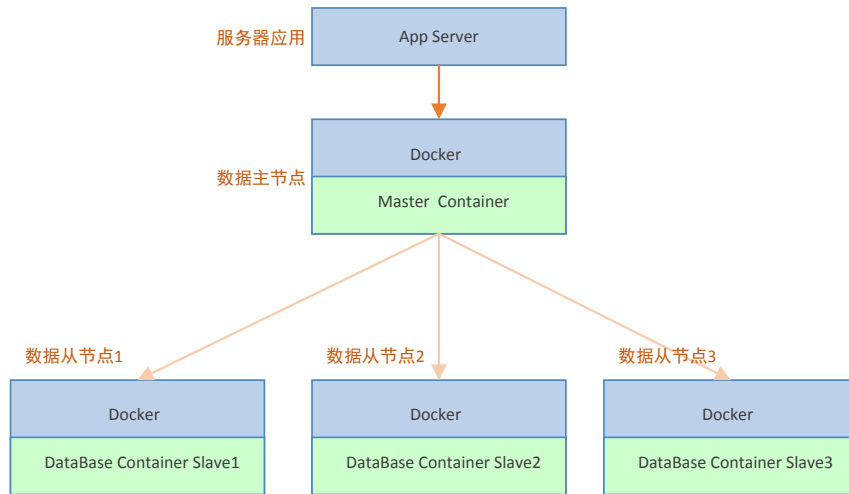 服务器应用
App Server
Docker
数据主节点
Master Container
数据从节点1
数据从节点2
数据从节点3
Docker
Docker
Docker
DataBase Container Slave1
DataBase Container Slave2
DataBase Container Slave3